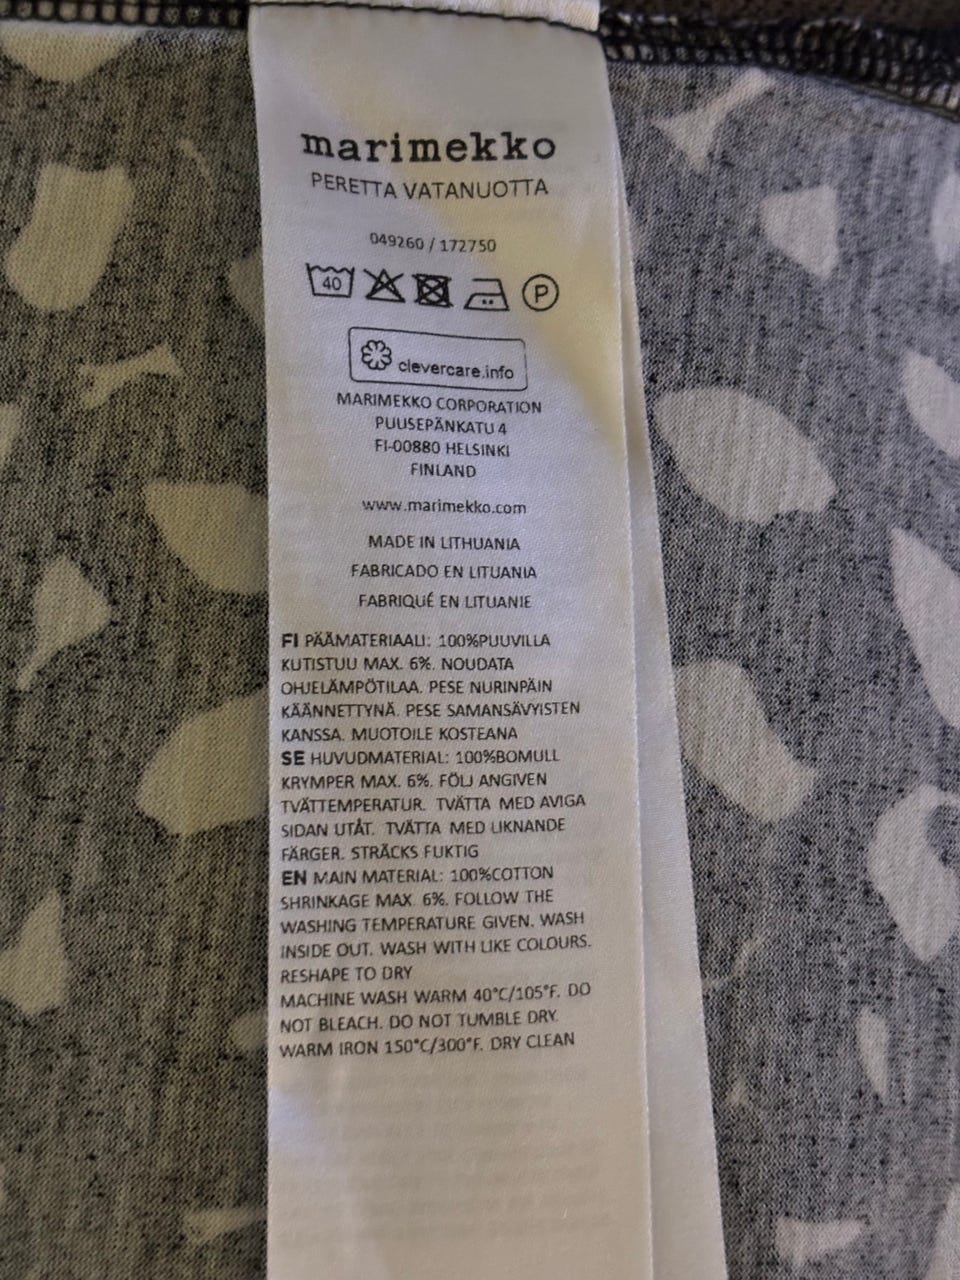 marimekko
PERETTA VATANUOTTA
049260 / 172750
40
P
clevercare.info
MARIMEKKO CORPORATION
PUUSEPÄNKATU 4
FI-00880 HELSINKI
FINLAND
www.marimekko.com
MADE IN LITHUANIA
FABRICADO EN LITUANIA
FABRIQUÉ EN LITUANIE
FI PÄÄMATERIAALI: 100%PUUVILLA
KUTISTUU MAX. 6%. NOUDATA
OHJELÄMPÖTILAA. PESE NURINPÄIN
KÄÄNNETTYNÄ. PESE SAMANSÄVYISTEN
KANSSA. MUOTOILE KOSTEANA
SE HUVUDMATERIAL: 100%BOMULL
KRYMPER MAX. 6%. FÖLJ ANGIVEN
TVÄTTEMPERATUR. TVÄTTA MED AVIGA
SIDAN UTÅT. TVÄTTA MED LIKNANDE
FÄRGER. STRÄCKS FUKTIG
EN MAIN MATERIAL: 100%COTTON
SHRINKAGE MAX. 6%. FOLLOW THE
WASHING TEMPERATURE GIVEN. WASH
INSIDE OUT. WASH WITH LIKE COLOURS.
RESHAPE TO DRY
MACHINE WASH WARM 40°C/105°F. DO
NOT BLEACH. DO NOT TUMBLE DRY.
WARM IRON 150°C/300°F. DRY CLEAN